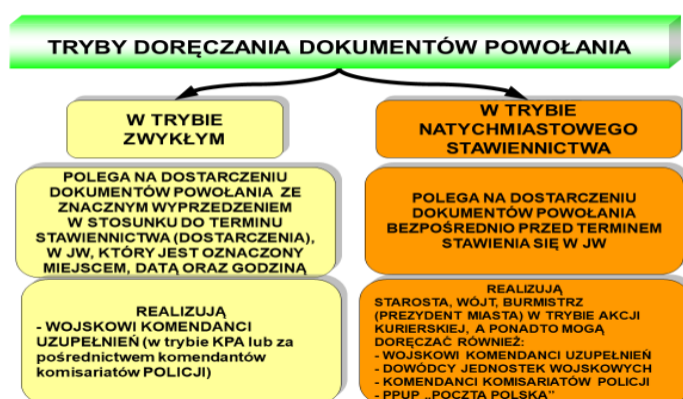 TRYBY DORĘCZANIA DOKUMENTÓW POWOŁANIA
W TRYBIE
ZWYKŁYM
POLEGA NA DOSTARCZENIU
DOKUMENTÓW POWOŁANIA ZE
ZNACZNYM WYPRZEDZENIEM
W STOSUNKU DO TERMINU
STAWIENNICTWA (DOSTARCZENIA),
W JW, KTÓRY JEST OZNACZONY
MIEJSCEM, DATĄ ORAZ GODZINĄ
REALIZUJĄ
- WOJSKOWI KOMENDANCI
UZUPEŁNIEŃ (w trybie KPA lub za
pośrednictwem komendantów
komisariatów POLICJI)
W TRYBIE
NATYCHMIASTOWEGO
STAWIENNICTWA
POLEGA NA DOSTARCZENIU
DOKUMENTÓW POWOŁANIA
BEZPOŚREDNIO PRZED TERMINEM
STAWIENIA SIĘ W JW
REALIZUJĄ
STAROSTA, WÓJT, BURMISTRZ
(PREZYDENT MIASTA) W TRYBIE AKCJI
KURIERSKIEJ, A PONADTO MOGĄ
DORĘCZAĆ RÓWNIEŻ:
- WOJSKOWI KOMENDANCI UZUPEŁNIEŃ
- DOWÓDCY JEDNOSTEK WOJSKOWYCH
- KOMENDANCI KOMISARIATÓW POLICJI
- PPUP „POCZTA POLSKA”